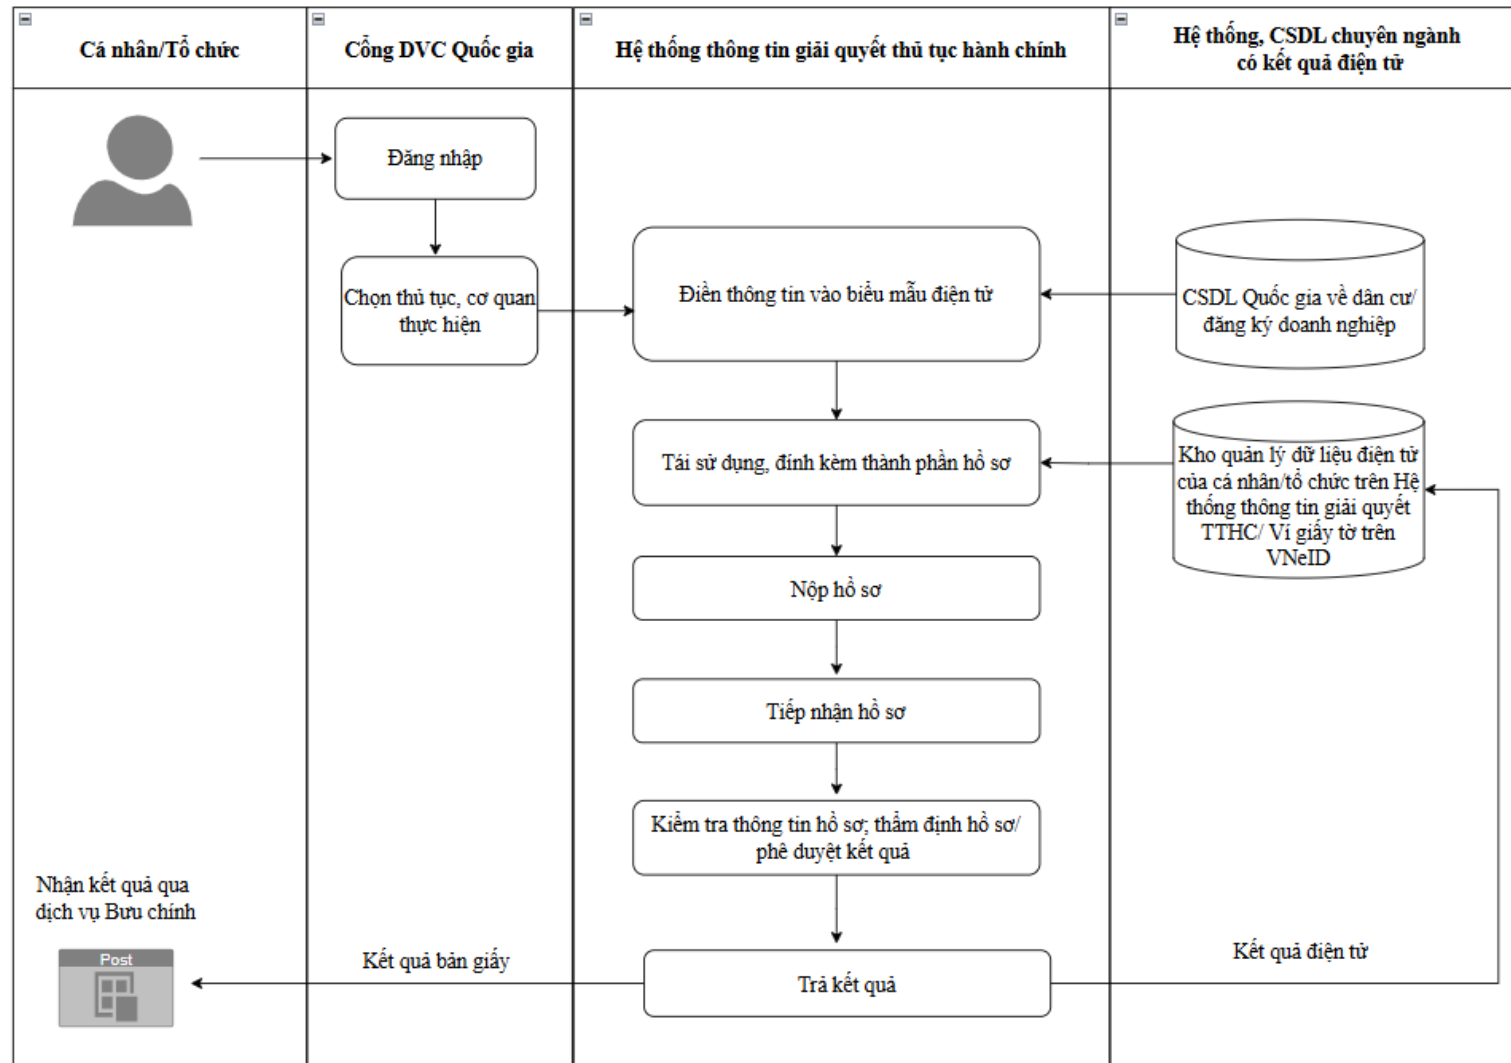 Cá nhân/Tổ chức
Cổng DVC Quốc gia
Hệ thống thông tin giải quyết thủ tục hành chính
Hệ thống, CSDL chuyên ngành
có kết quả điện tử
Đăng nhập
Chọn thủ tục, cơ quan
thực hiện
Điền thông tin vào biểu mẫu điện tử
CSDL Quốc gia về dân cư/
đăng ký doanh nghiệp
Tái sử dụng, đính kèm thành phần hồ sơ
Kho quản lý dữ liệu điện tử
của cá nhân/tổ chức trên Hệ
thống thông tin giải quyết
TTHC/ Ví giấy tờ trên
VNeID
Nộp hồ sơ
Tiếp nhận hồ sơ
Kiểm tra thông tin hồ sơ; thẩm định hồ sơ/
phê duyệt kết quả
Nhận kết quả qua
dịch vụ Bưu chính
Post
Kết quả bản giấy
Trả kết quả
Kết quả điện tử